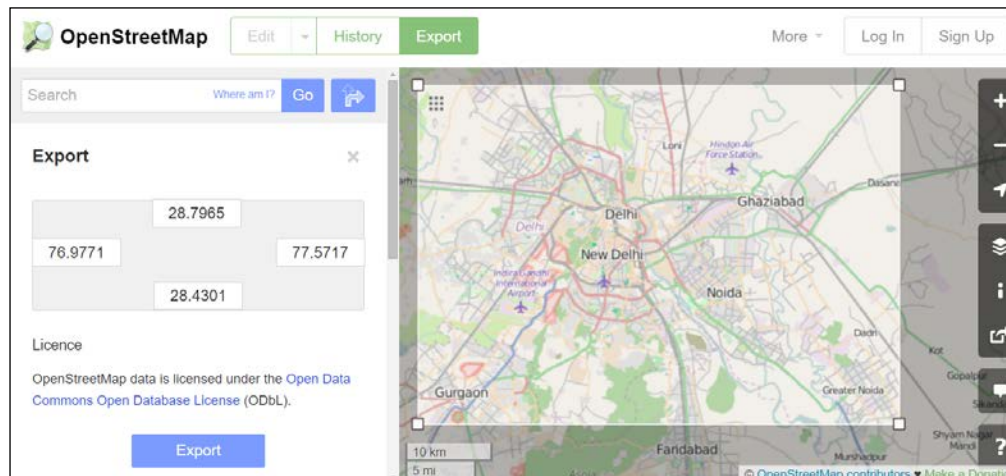 OpenStreetMap Edit History Export More Log In Sign Up
Search Where am I? Go
Export ×
28.7965
76.9771 77.5717
28.4301
Licence
OpenStreetMap data is licensed under the Open Data
Commons Open Database License (ODbL).
Export
Loni
Hindon Air
Force Station
Dasana
Ghaziabad
Delhi
Delhi
New Delhi
Indira Gandhi
International
Airport
Noida
Dadri
Kot
Gopalpur
Gurgaon
Greater Noida
Shyam Nagar
Mandi
Faridabad
Murshadpur
10 km
5 mi
© OpenStreetMap contributors ♥ Make a Donation